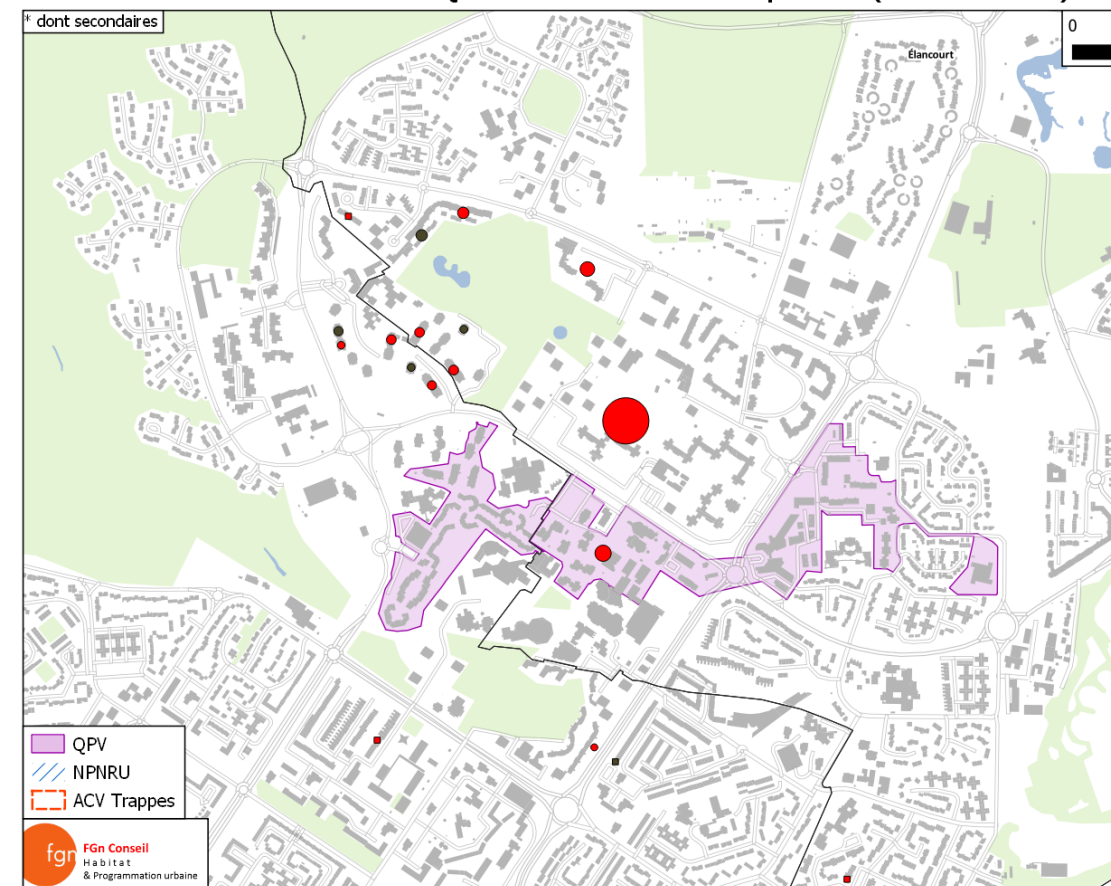 * dont secondaires
0
Élancourt
QPV
NPNRU
ACV Trappes
fgn
FGn Conseil
Habitat
& Programmation urbaine